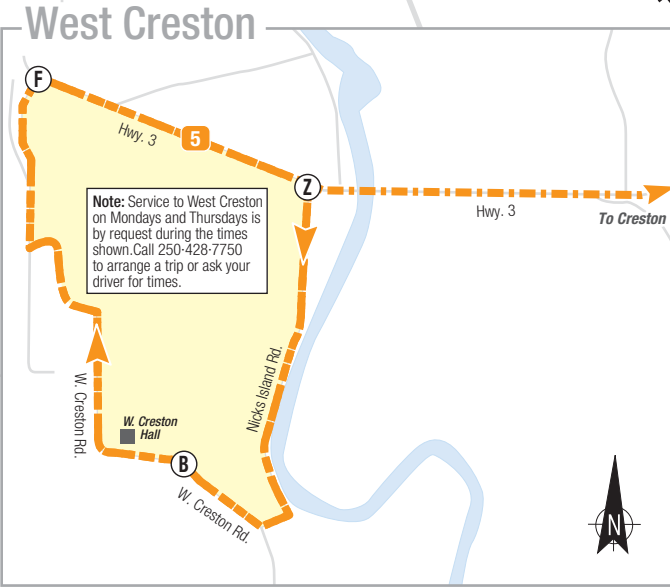 West Creston
F
Hwy. 3
5
Z
Hwy. 3
To Creston
Note: Service to West Creston
on Mondays and Thursdays is
by request during the times
shown.Call 250·428·7750
to arrange a trip or ask your
driver for times.
Nicks Island Rd.
W. Creston Rd.
W. Creston
Hall
B
W. Creston Rd.
N